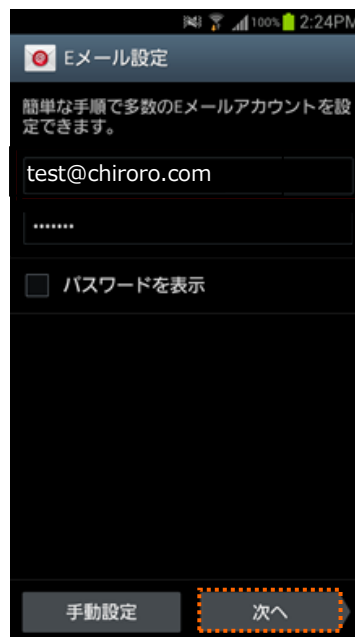 100% 2:24PM
Eメール設定
簡単な手順で多数のEメールアカウントを設
定できます。
test@chiroro.com
•••••••
パスワードを表示
手動設定 次へ